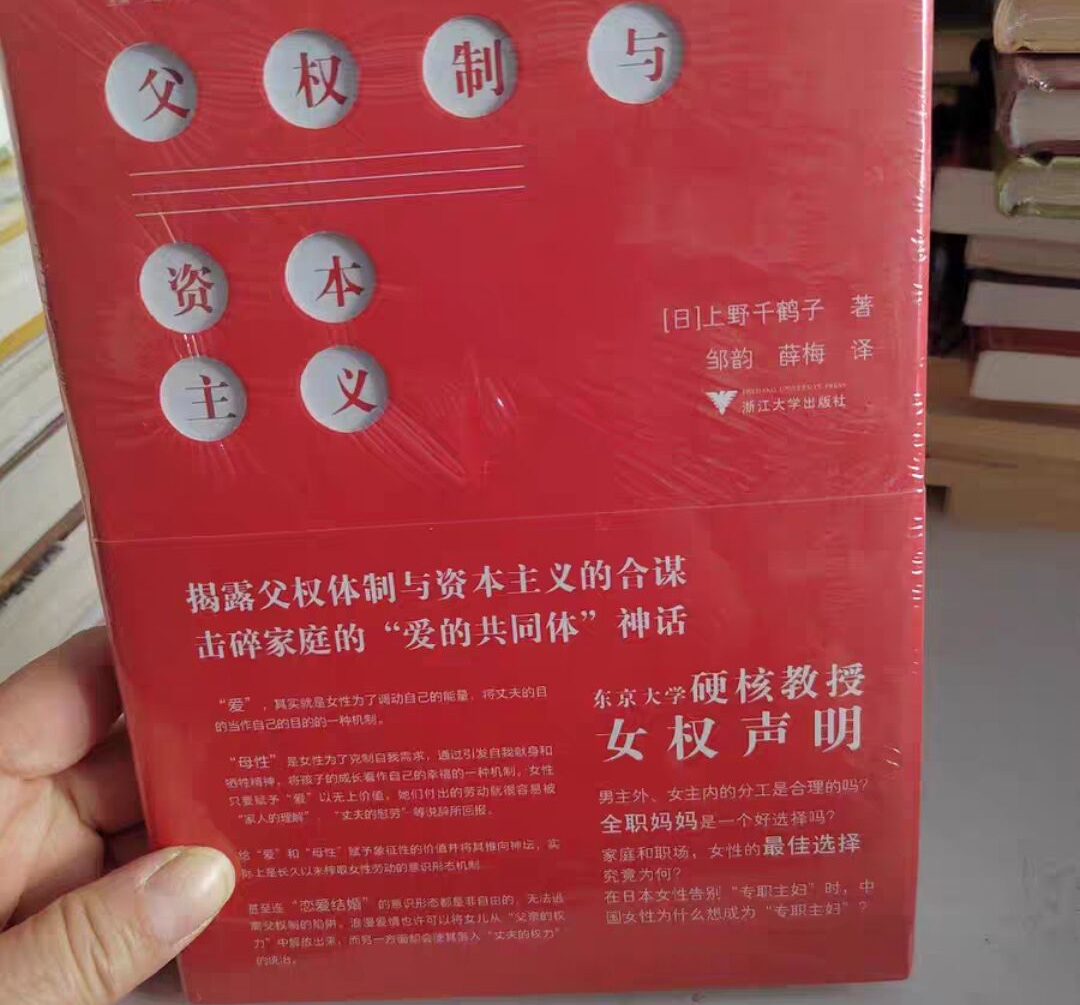 父权制与
资本
主义
[日]上野千鹤子 著
邹韵 薛梅 译
ZHEJIANG UNIVERSITY PRESS
浙江大学出版社
揭露父权体制与资本主义的合谋
击碎家庭的“爱的共同体”神话
“爱”，其实就是女性为了调动自己的能量，将丈夫的目
的当作自己的目的的一种机制。
“母性”是女性为了克制自我需求，通过引发自我献身和
牺牲精神，将孩子的成长看作自己的幸福的一种机制。女性
只要赋予“爱”以无上价值，她们付出的劳动就很容易被
“家人的理解”、“丈夫的慰劳”等说辞所回报。
给“爱”和“母性”赋予象征性的价值并将其推向神坛，实
际上是长久以来榨取女性劳动的意识形态机制。
甚至连“恋爱结婚”的意识形态都是非自由的，无法逃
离父权制的陷阱。浪漫爱情也许可以将女儿从“父亲的权
力”中解放出来，而另一方面却会使其落入“丈夫的权力”
的统治。
东京大学硬核教授
女权声明
男主外、女主内的分工是合理的吗？
全职妈妈是一个好选择吗？
家庭和职场，女性的最佳选择
究竟为何？
在日本女性告别“专职主妇”时，中
国女性为什么想成为“专职主妇”？